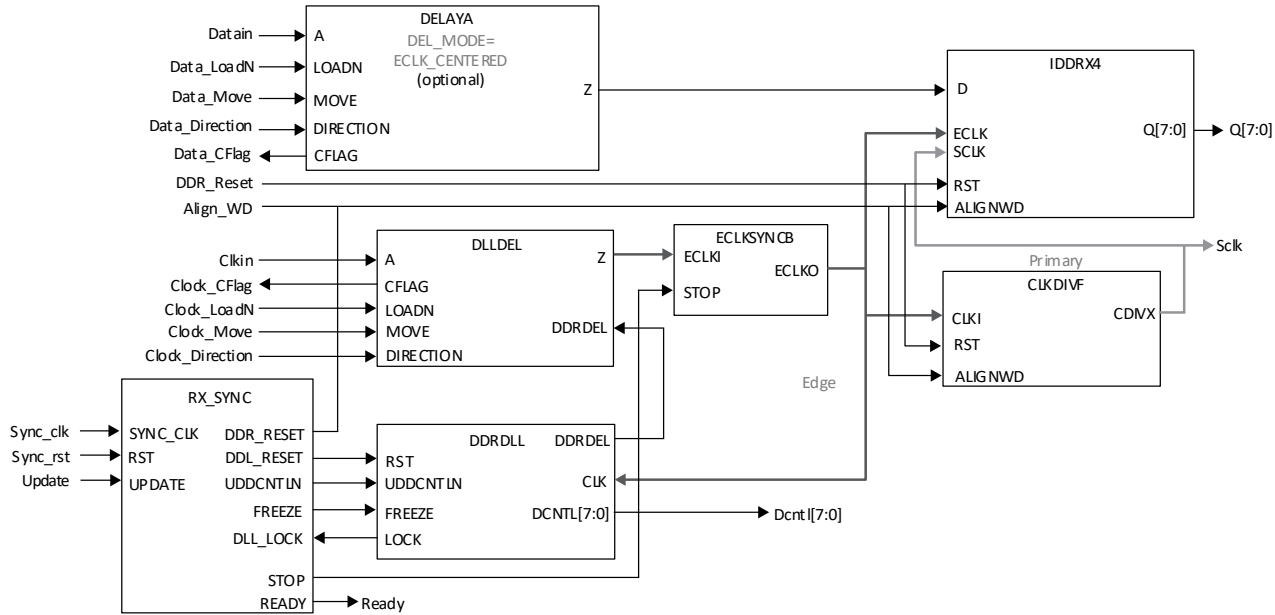 DELAYA
DEL_MODE=
ECLK_CENTERED
(optional)
Datain
A
Data_LoadN
LOADN
Data_Move
MOVE
Data_Direction
DIRECTION
Data_CFlag
CFLAG
Z
IDDRX4
D
ECLK
SCLK
RST
ALIGNWD
Q[7:0]
Q[7:0]
DDR_Reset
Align_WD
DLLDEL
Clkin
A
Clock_CFlag
CFLAG
Clock_LoadN
LOADN
Clock_Move
MOVE
Clock_Direction
DIRECTION
Z
DDRDEL
ECLKSYNCB
ECLKI
STOP
ECLKO
Sclk
Primary
CLKDIVF
CLKI
RST
ALIGNWD
CDIVX
Edge
RX_SYNC
Sync_clk
SYNC_CLK
Sync_rst
RST
Update
UPDATE
DDR_RESET
DDL_RESET
UDDCNTLN
FREEZE
DLL_LOCK
STOP
READY
Ready
DDRDLL
RST
UDDCNTLN
FREEZE
LOCK
DDRDEL
CLK
DCNTL[7:0]
Dcntl[7:0]